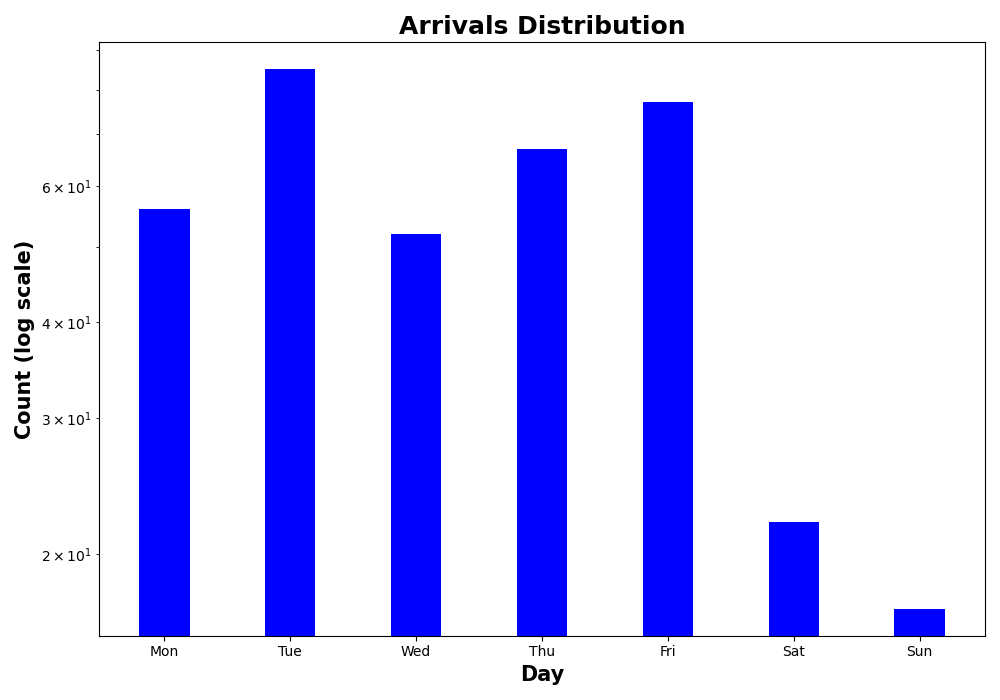 Arrivals Distribution
Count (log scale)
6 × 10¹
4 × 10¹
3 × 10¹
2 × 10¹
Mon Tue Wed Thu Fri Sat Sun
Day